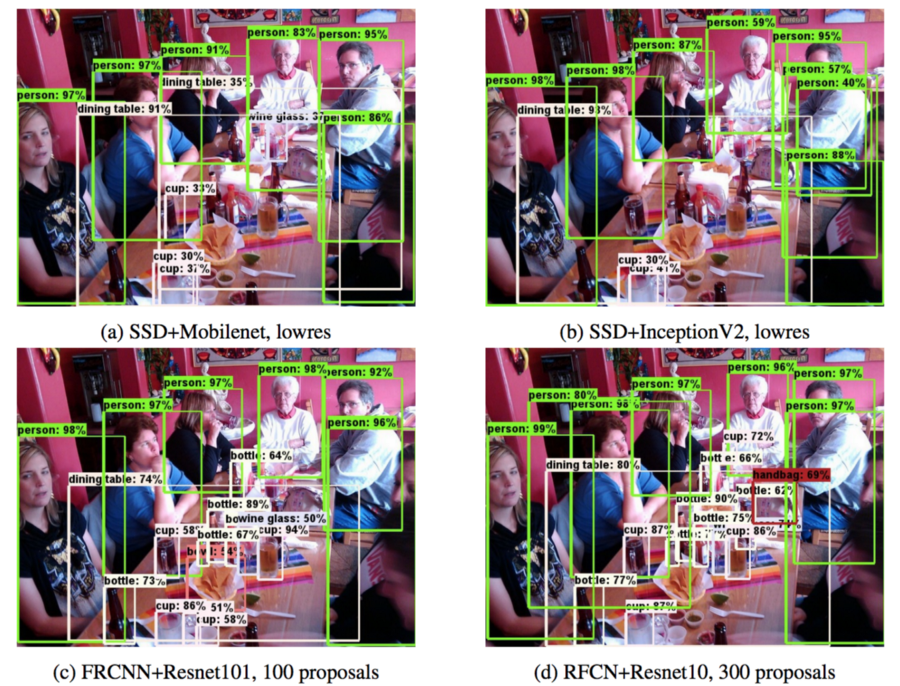 person: 83%
person: 95%
person: 91%
person: 97%
dining table: 35%
person: 97%
dining table: 91%
wine glass: 3
person: 86%
cup: 33%
cup: 30%
cup: 37%
(a) SSD+Mobilenet, lowres
person: 59%
person: 95%
person: 87%
person: 98%
person: 57%
person: 98%
person: 40%
dining table: 93%
person: 88%
cup: 30%
cup: 41%
(b) SSD+InceptionV2, lowres
person: 98%
person: 92%
person: 97%
person: 97%
person: 96%
person: 98%
bottle: 64%
dining table: 74%
bottle: 89%
wine glass: 50%
cup: 58%
bottle: 67%
cup: 94%
bowl: 54%
bottle: 73%
cup: 86%
51%
cup: 58%
(c) FRCNN+Resnet101, 100 proposals
person: 96%
person: 97%
person: 97%
person: 80%
person: 98%
person: 97%
person: 99%
cup: 72%
bottle: 66%
dining table: 80%
handbag: 69%
bottle: 62%
bottle: 90%
bottle: 75%
cup: 87%
cup: 86%
bottle: 77%
cup: 87%
(d) RFCN+Resnet10, 300 proposals